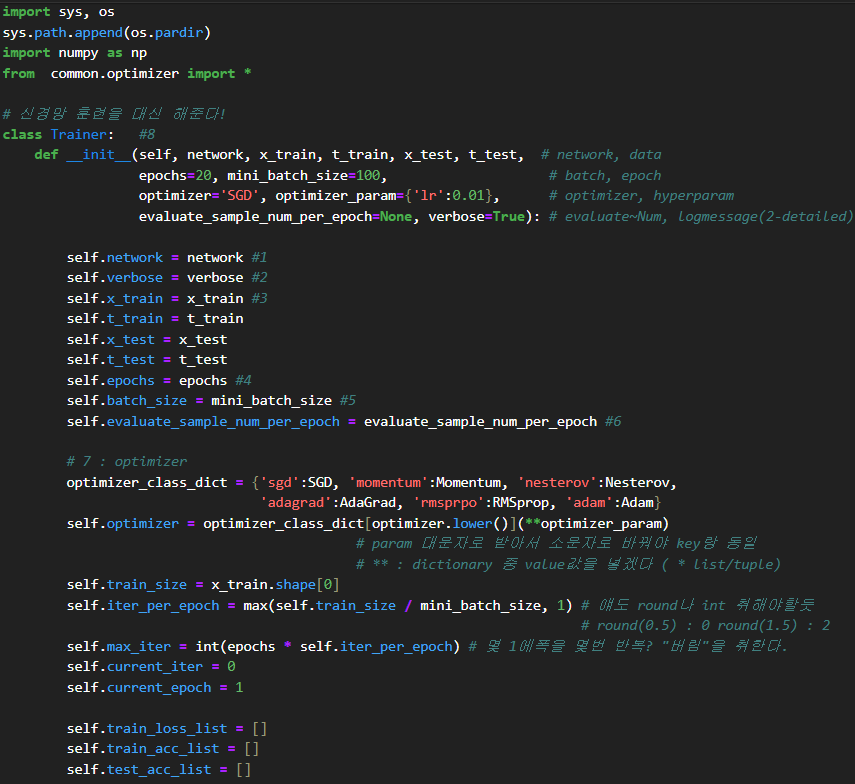 import sys, os
sys.path.append(os.pardir)
import numpy as np
from  common.optimizer import *
# 신경망 훈련을 대신 해준다!
class Trainer:   #8
    def __init__(self, network, x_train, t_train, x_test, t_test,  # network, data
                 epochs=20, mini_batch_size=100,                    # batch, epoch
                 optimizer='SGD', optimizer_param={'lr':0.01},      # optimizer, hyperparam
                 evaluate_sample_num_per_epoch=None, verbose=True): # evaluate~Num, logmessage(2-detailed)
        self.network = network #1
        self.verbose = verbose #2
        self.x_train = x_train #3
        self.t_train = t_train
        self.x_test = x_test
        self.t_test = t_test
        self.epochs = epochs #4
        self.batch_size = mini_batch_size #5
        self.evaluate_sample_num_per_epoch = evaluate_sample_num_per_epoch #6
        # 7 : optimizer
        optimizer_class_dict = {'sgd':SGD, 'momentum':Momentum, 'nesterov':Nesterov,
                                'adagrad':AdaGrad, 'rmsprpo':RMSprop, 'adam':Adam}
        self.optimizer = optimizer_class_dict[optimizer.lower()](**optimizer_param)
                                            # param 대문자로 받아서 소문자로 바꿔야 key랑 동일
                                            # ** : dictionary 중 value값을 넣겠다 ( * list/tuple)
        self.train_size = x_train.shape[0]
        self.iter_per_epoch = max(self.train_size / mini_batch_size, 1) # 얘도 round나 int 취해야할듯
                                                                        # round(0.5) : 0 round(1.5) : 2
        self.max_iter = int(epochs * self.iter_per_epoch) # 몇 1에폭을 몇번 반복? "버림"을 취한다.
        self.current_iter = 0
        self.current_epoch = 1
        self.train_loss_list = []
        self.train_acc_list = []
        self.test_acc_list = []